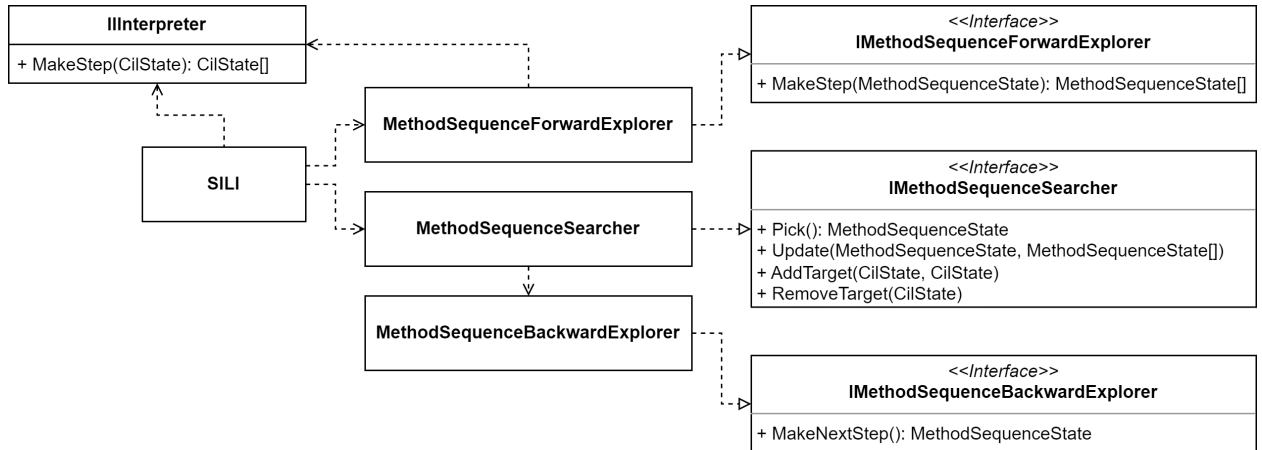 IlInterpreter
+ MakeStep(CilState): CilState[]
SILI
MethodSequenceForwardExplorer
MethodSequenceSearcher
MethodSequenceBackwardExplorer
<<Interface>>
IMethodSequenceForwardExplorer
+ MakeStep(MethodSequenceState): MethodSequenceState[]
<<Interface>>
IMethodSequenceSearcher
+ Pick(): MethodSequenceState
+ Update(MethodSequenceState, MethodSequenceState[])
+ AddTarget(CilState, CilState)
+ RemoveTarget(CilState)
<<Interface>>
IMethodSequenceBackwardExplorer
+ MakeNextStep(): MethodSequenceState